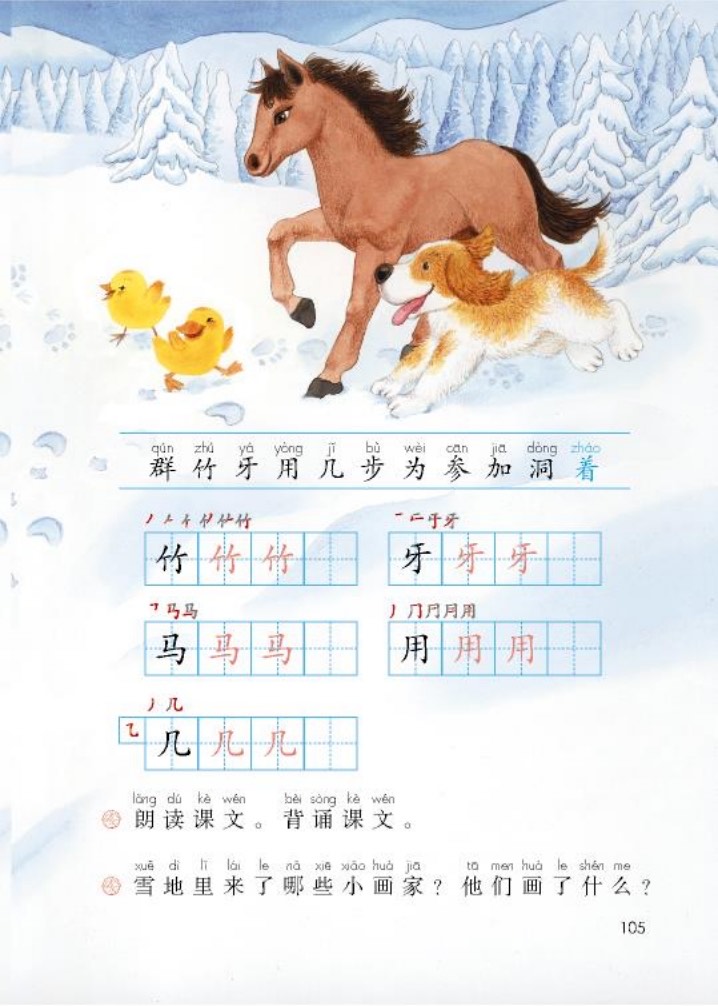 qún zhú yá yòng jǐ bù wèi cān jiā dòng zháo
群 竹 牙 用 几 步 为 参 加 洞 着
竹 竹 竹 牙 牙 牙
马 马 马 用 用 用
几 几 几
lǎng dú kè wén bèi sòng kè wén
朗读课文。背诵课文。
xuě dì lǐ lái le nǎ xiē xiǎo huà jiā tā men huà le shén me
雪地里来了哪些小画家？他们画了什么？
105